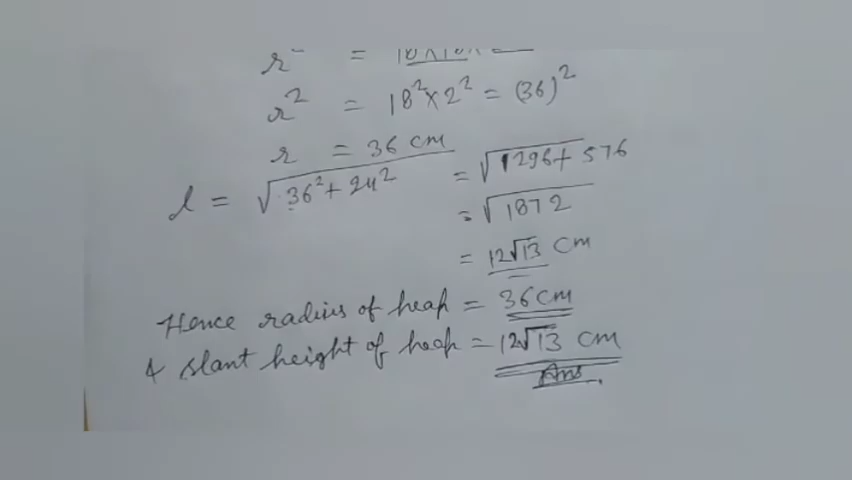 r² =
r² = 18² × 2² = (36)²
r = 36 cm
l = √36² + 24² = √1296 + 576
= √1872
= 12√13 cm
Hence radius of heap = 36 cm
& slant height of heap = 12√13 cm
Ans.